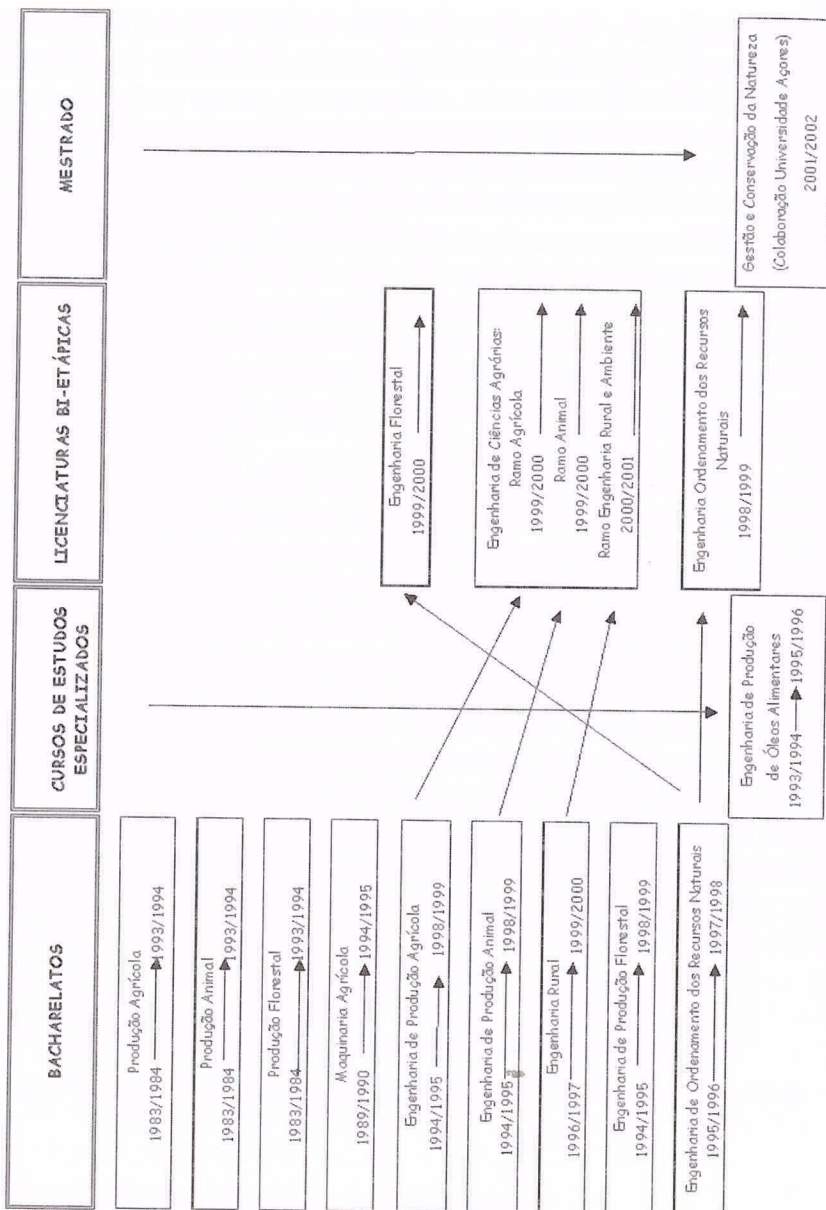 BACHARELATOS
CURSOS DE ESTUDOS
ESPECIALIZADOS
LICENCIATURAS BI-ETÁPICAS
MESTRADO
Produção Agrícola
1983/1984 1993/1994
Produção Animal
1983/1984 1993/1994
Produção Florestal
1983/1984 1993/1994
Maquinaria Agrícola
1989/1990 1994/1995
Engenharia de Produção Agrícola
1994/1995 1998/1999
Engenharia de Produção Animal
1994/1995 1998/1999
Engenharia Rural
1996/1997 1999/2000
Engenharia de Produção Florestal
1994/1995 1998/1999
Engenharia de Ordenamento dos Recursos Naturais
1995/1996 1997/1998
Engenharia de Produção
de Óleos Alimentares
1993/1994 1995/1996
Engenharia Florestal
1999/2000
Engenharia de Ciências Agrárias:
Ramo Agrícola
1999/2000
Ramo Animal
1999/2000
Ramo Engenharia Rural e Ambiente
2000/2001
Engenharia Ordenamento dos Recursos
Naturais
1998/1999
Gestão e Conservação da Natureza
(Colaboração Universidade Açores)
2001/2002